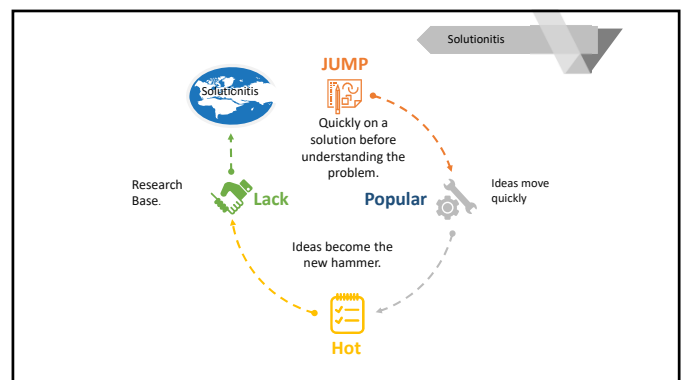 Solutionitis
JUMP
Quickly on a
solution before
understanding the
problem.
Popular
Ideas move
quickly
Hot
Ideas become the
new hammer.
Lack
Research
Base.
Solutionitis